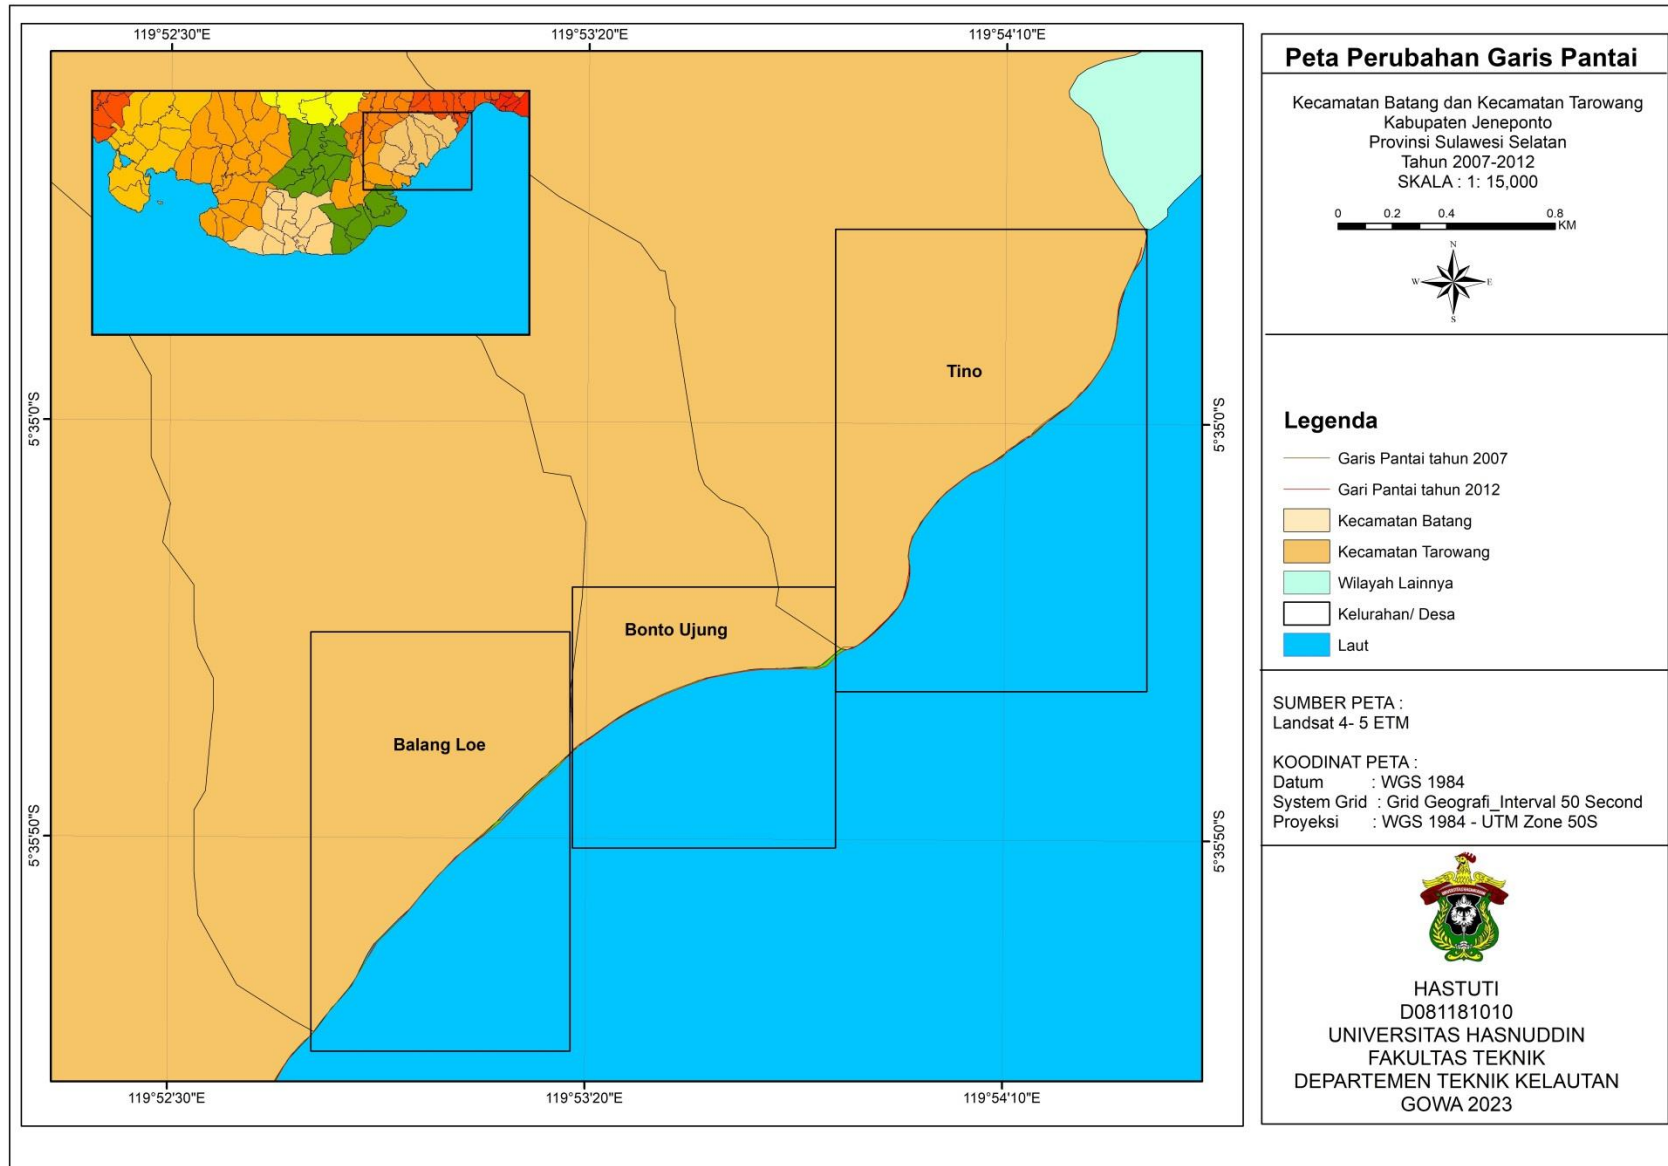 119°52'30"E
119°53'20"E
119°54'10"E
5°35'0"S
5°35'0"S
5°35'50"S
5°35'50"S
Tino
Bonto Ujung
Balang Loe
119°52'30"E
119°53'20"E
119°54'10"E
Peta Perubahan Garis Pantai
Kecamatan Batang dan Kecamatan Tarowang
Kabupaten Jeneponto
Provinsi Sulawesi Selatan
Tahun 2007-2012
SKALA : 1: 15,000
0 0.2 0.4 0.8
KM
N
W E
S
Legenda
Garis Pantai tahun 2007
Gari Pantai tahun 2012
Kecamatan Batang
Kecamatan Tarowang
Wilayah Lainnya
Kelurahan/ Desa
Laut
SUMBER PETA :
Landsat 4- 5 ETM
KOODINAT PETA :
Datum : WGS 1984
System Grid : Grid Geografi_Interval 50 Second
Proyeksi : WGS 1984 - UTM Zone 50S
HASTUTI
D081181010
UNIVERSITAS HASNUDDIN
FAKULTAS TEKNIK
DEPARTEMEN TEKNIK KELAUTAN
GOWA 2023